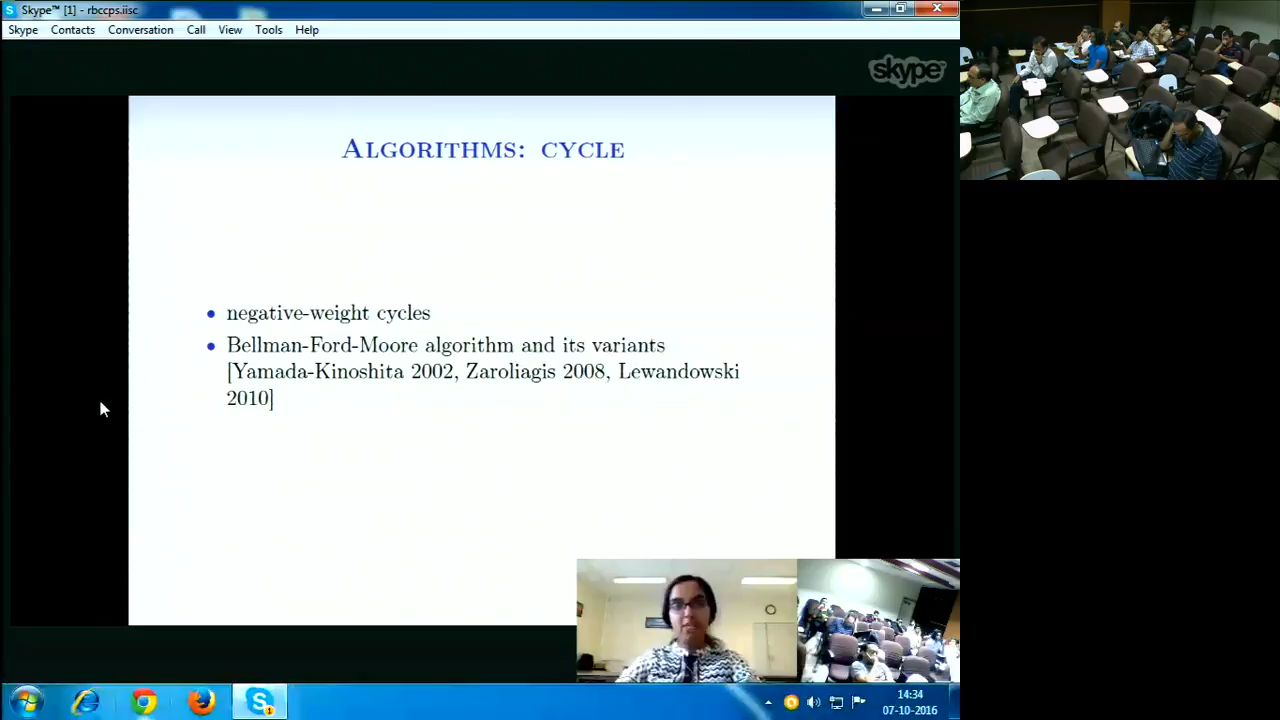 Skype™ [1] - rbccps.iisc
Skype Contacts Conversation Call View Tools Help
skype
ALGORITHMS: CYCLE
• negative-weight cycles
• Bellman-Ford-Moore algorithm and its variants
[Yamada-Kinoshita 2002, Zaroliagis 2008, Lewandowski
2010]
14:34
07-10-2016